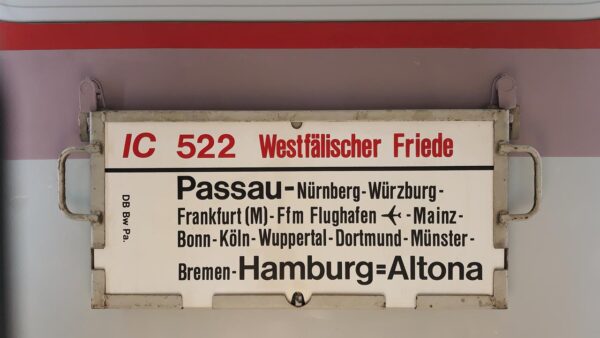 IC 522 Westfälischer Friede
Passau-Nürnberg-Würzburg-
Frankfurt (M)-Ffm Flughafen ✈-Mainz-
Bonn-Köln-Wuppertal-Dortmund-Münster-
Bremen-Hamburg=Altona
DB Bw Pa.